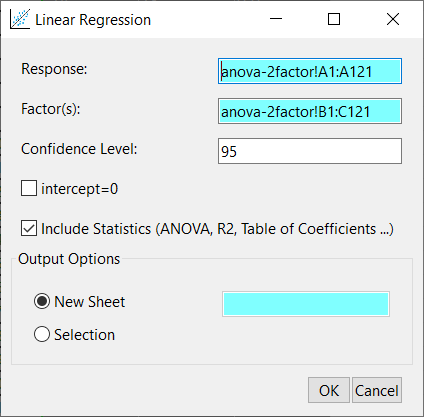 Linear Regression
Response: anova-2factor!A1:A121
Factor(s): anova-2factor!B1:C121
Confidence Level: 95
intercept=0
Include Statistics (ANOVA, R2, Table of Coefficients ...)
Output Options
New Sheet
Selection
OK Cancel